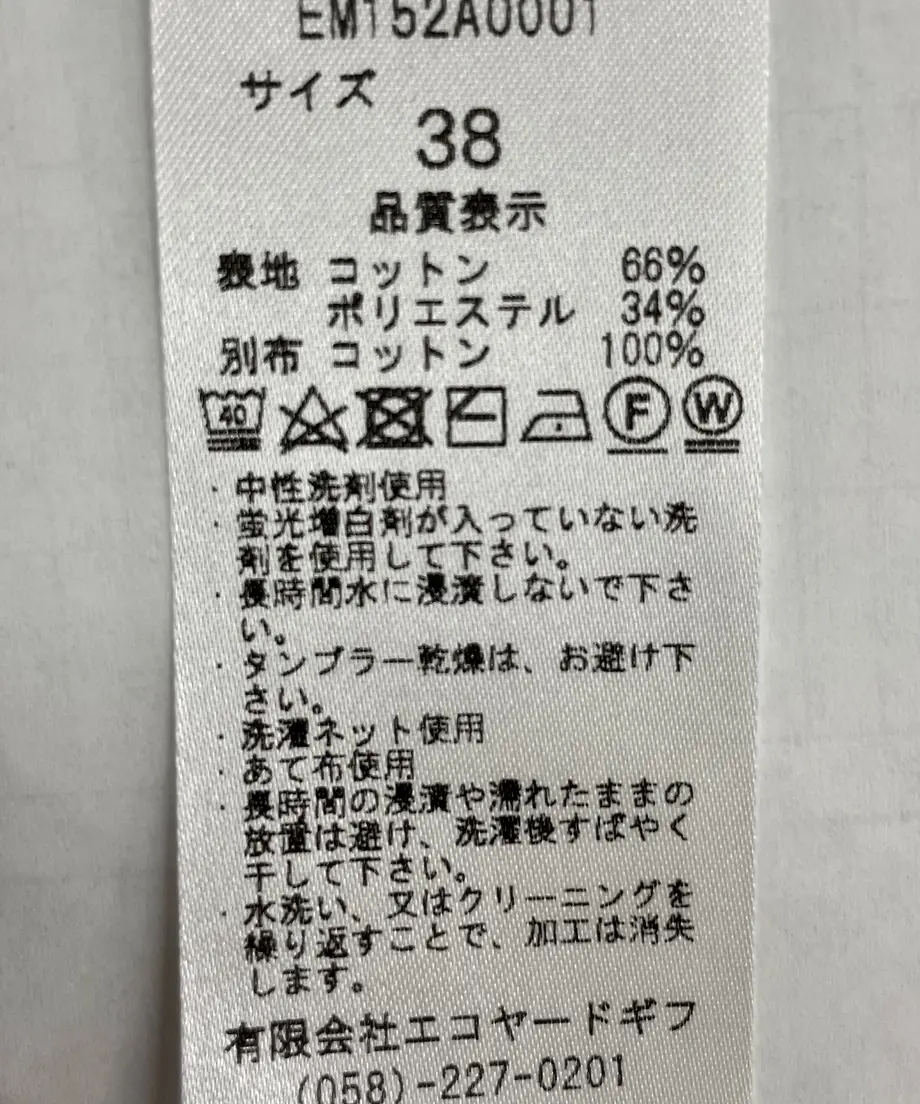 EM152A0001
サイズ
38
品質表示
表地 コットン 66%
ポリエステル 34%
別布 コットン 100%
40 F W
・中性洗剤使用
・蛍光増白剤が入っていない洗
剤を使用して下さい。
・長時間水に浸漬しないで下さ
い。
・タンブラー乾燥は、お避け下
さい。
・洗濯ネット使用
・あて布使用
・長時間の浸漬や濡れたままの
放置は避け、洗濯後すばやく
干して下さい。
・水洗い、又はクリーニングを
繰り返すことで、加工は消失
します。
有限会社エコヤードギフ
(058)-227-0201